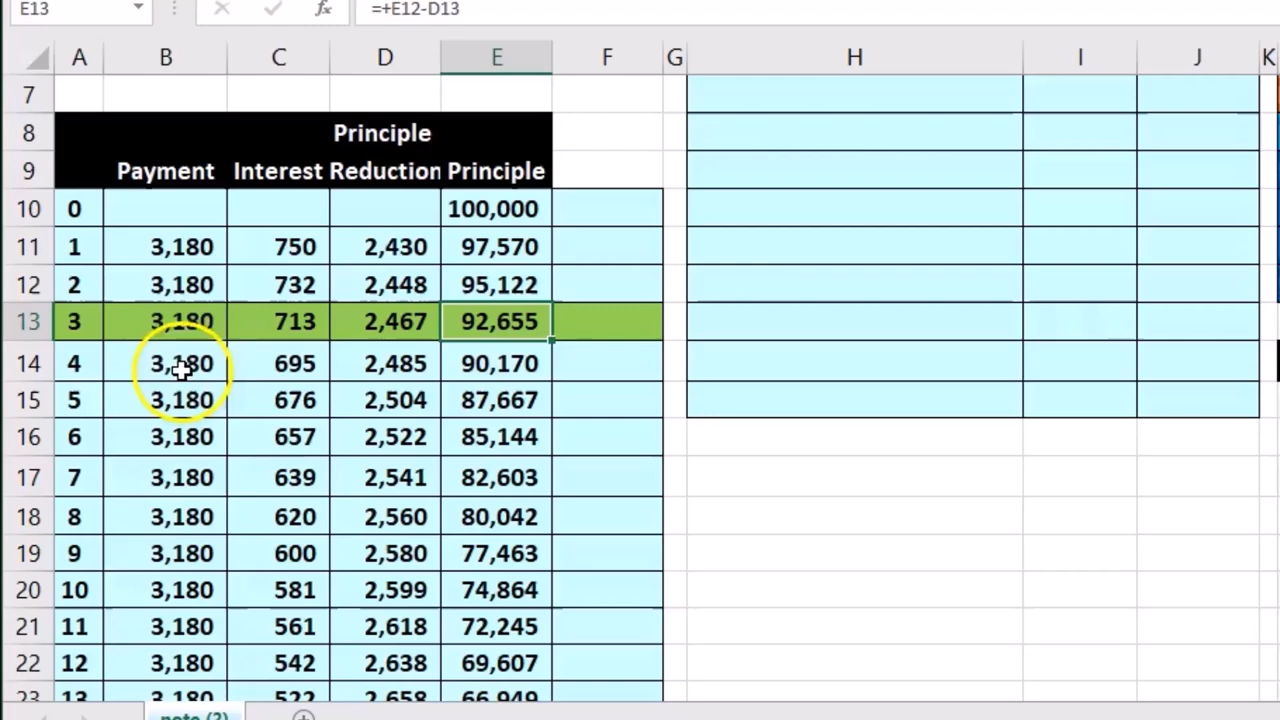 E13 fx =+E12-D13
A B C D E F G H I J K
7
8 Principle
9 Payment Interest Reduction Principle
10 0 100,000
11 1 3,180 750 2,430 97,570
12 2 3,180 732 2,448 95,122
13 3 3,180 713 2,467 92,655
14 4 3,180 695 2,485 90,170
15 5 3,180 676 2,504 87,667
16 6 3,180 657 2,522 85,144
17 7 3,180 639 2,541 82,603
18 8 3,180 620 2,560 80,042
19 9 3,180 600 2,580 77,463
20 10 3,180 581 2,599 74,864
21 11 3,180 561 2,618 72,245
22 12 3,180 542 2,638 69,607
23 13 3,180 522 2,658 66,949
note (2)